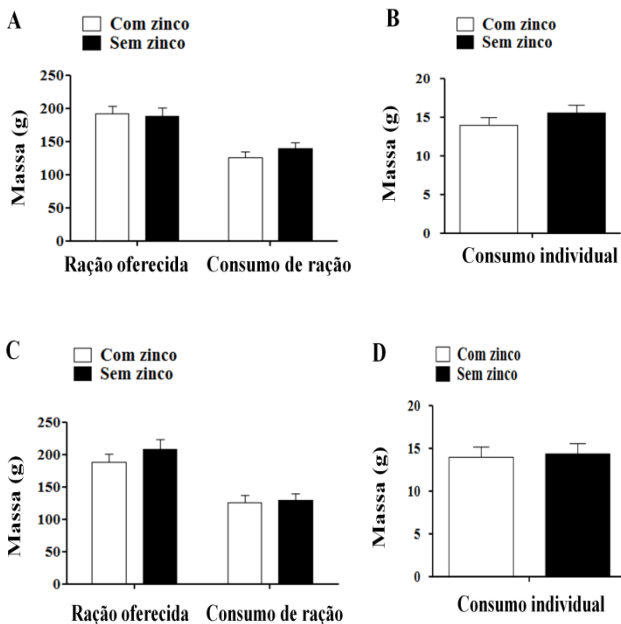 A
Com zinco
Sem zinco
Massa (g)
250
200
150
100
50
0
Ração oferecida
Consumo de ração
B
Com zinco
Sem zinco
Massa (g)
20
15
10
5
0
Consumo individual
C
Com zinco
Sem zinco
Massa (g)
250
200
150
100
50
0
Ração oferecida
Consumo de ração
D
Com zinco
Sem zinco
Massa (g)
20
15
10
5
0
Consumo individual